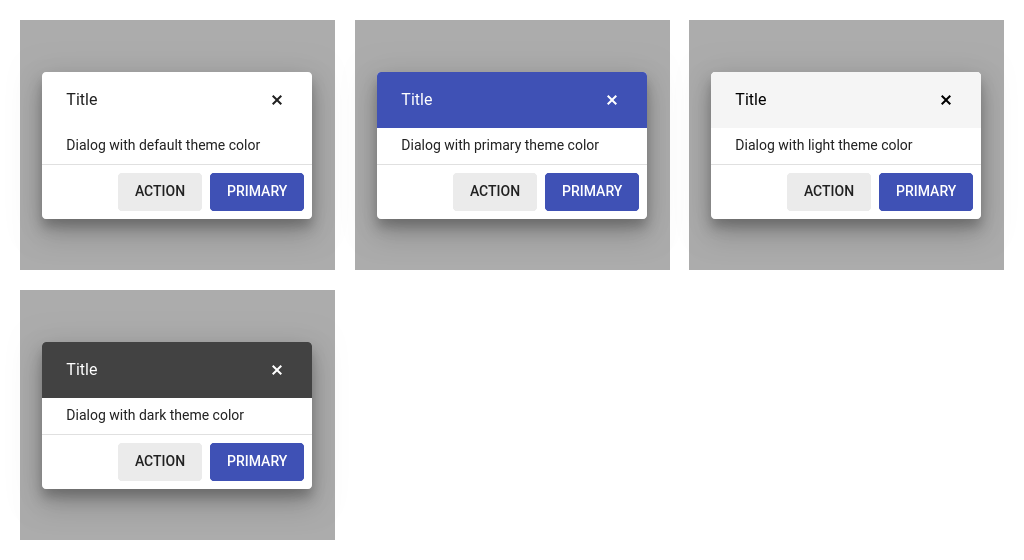 Title ✕
Dialog with default theme color
ACTION PRIMARY
Title ✕
Dialog with primary theme color
ACTION PRIMARY
Title ✕
Dialog with light theme color
ACTION PRIMARY
Title ✕
Dialog with dark theme color
ACTION PRIMARY